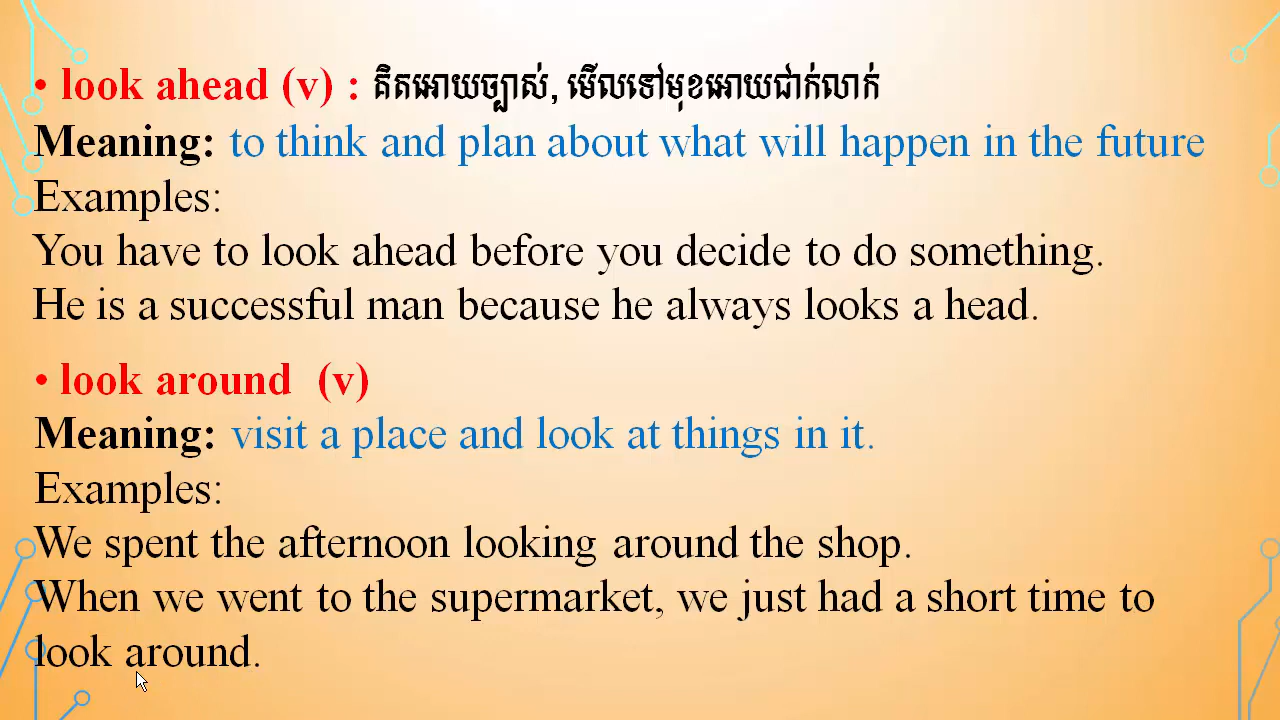 • look ahead (v) : គិតអោយច្បាស់, មើលទៅមុខអោយជាក់លាក់
Meaning: to think and plan about what will happen in the future
Examples:
You have to look ahead before you decide to do something.
He is a successful man because he always looks a head.
• look around (v)
Meaning: visit a place and look at things in it.
Examples:
We spent the afternoon looking around the shop.
When we went to the supermarket, we just had a short time to
look around.